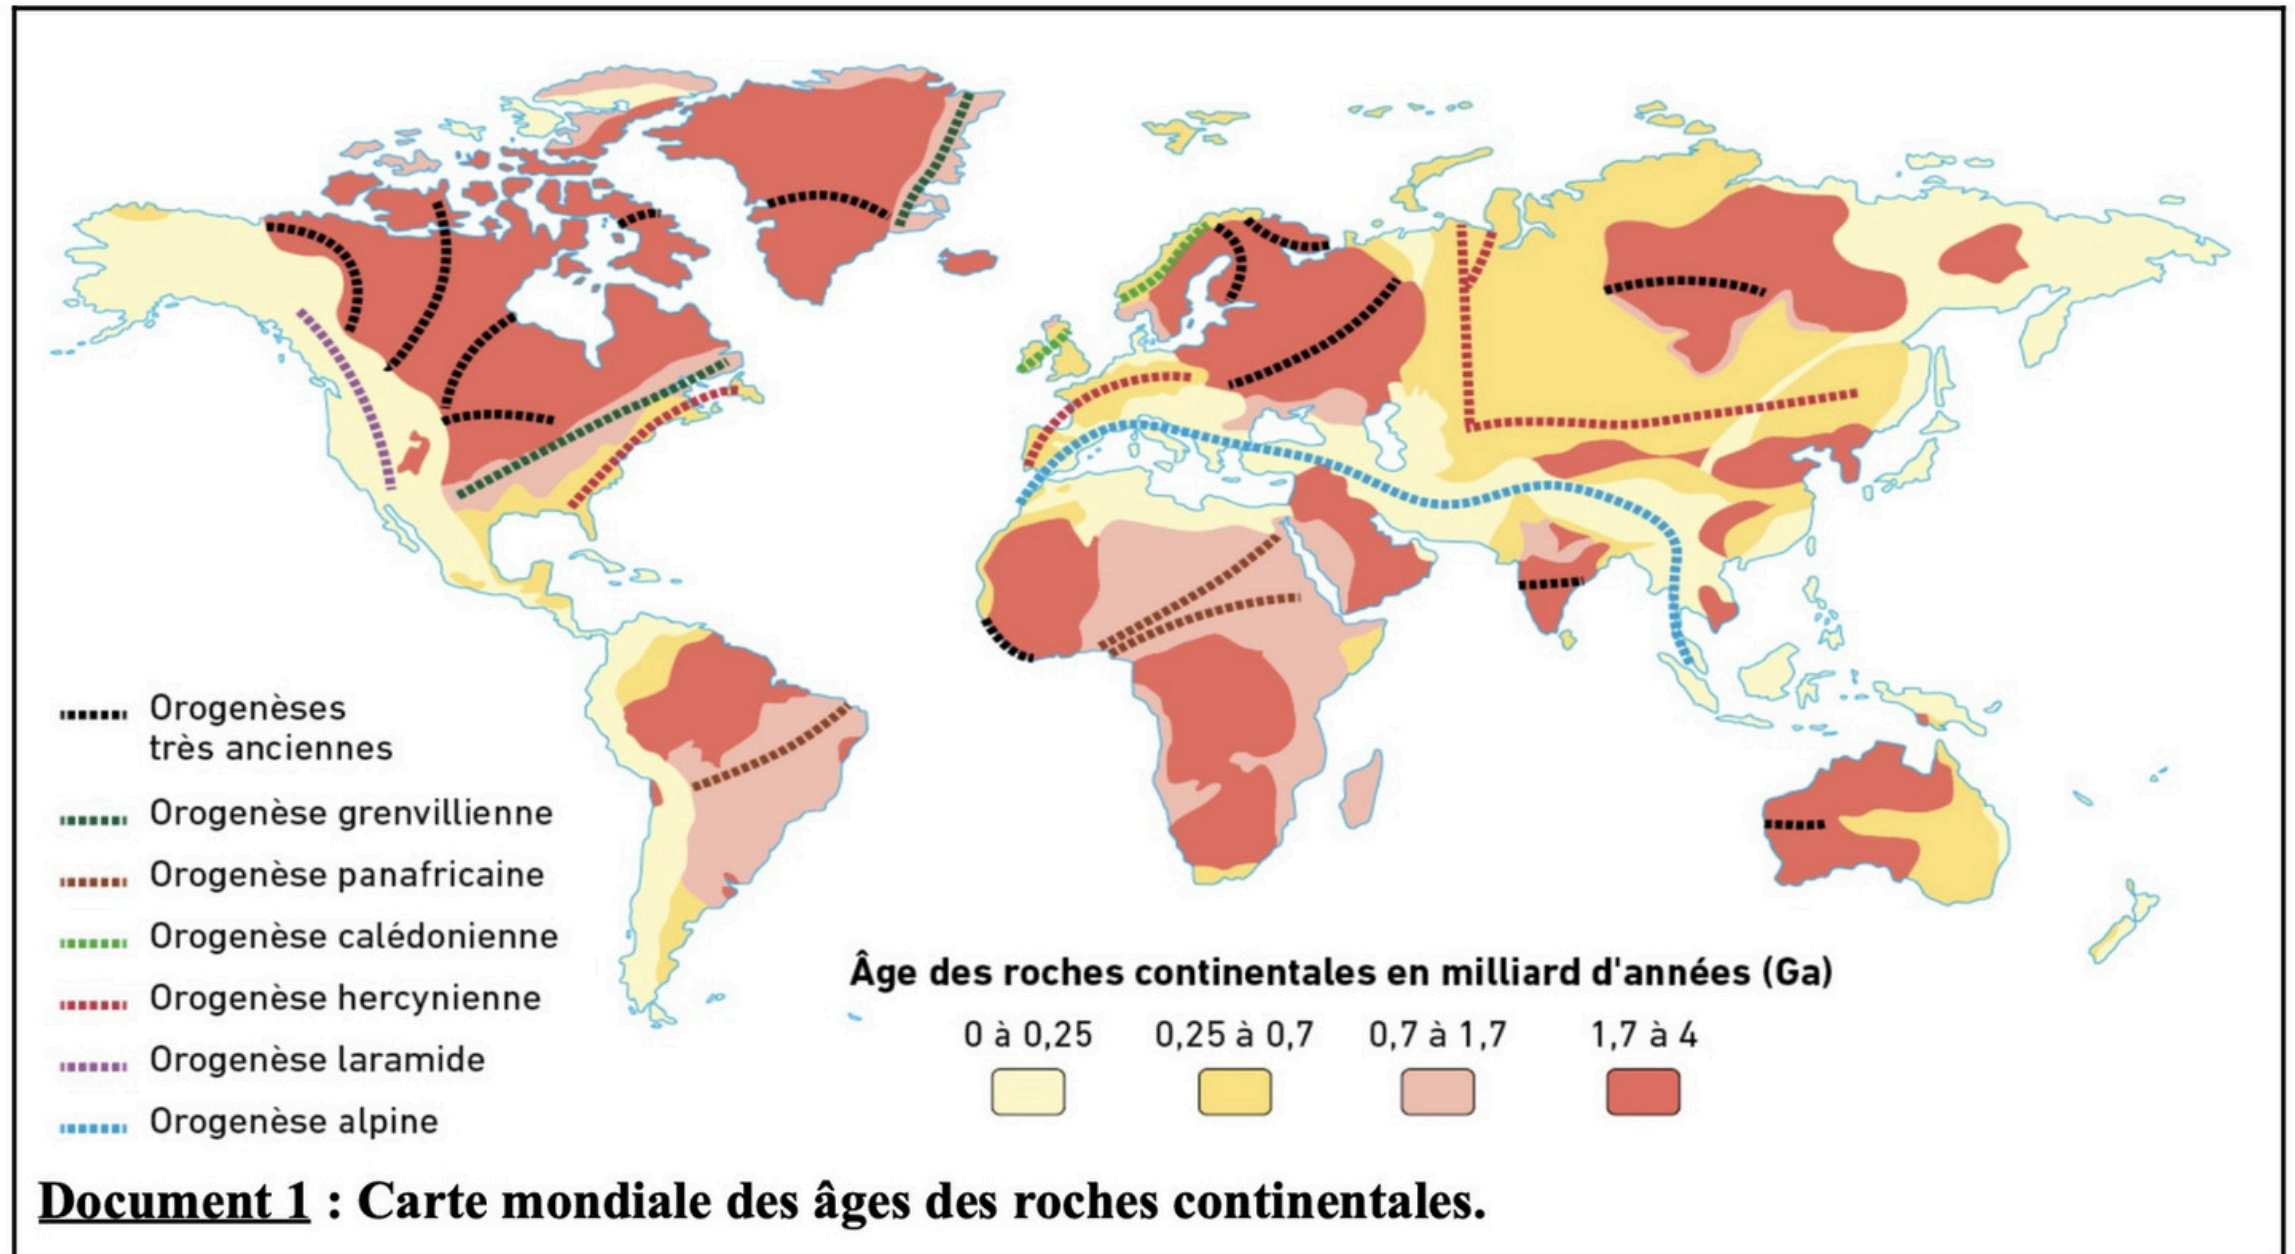 Orogenèses
très anciennes
Orogenèse grenvillienne
Orogenèse panafricaine
Orogenèse calédonienne
Orogenèse hercynienne
Orogenèse laramide
Orogenèse alpine
Âge des roches continentales en milliard d'années (Ga)
0 à 0,25 0,25 à 0,7 0,7 à 1,7 1,7 à 4
Document 1 : Carte mondiale des âges des roches continentales.